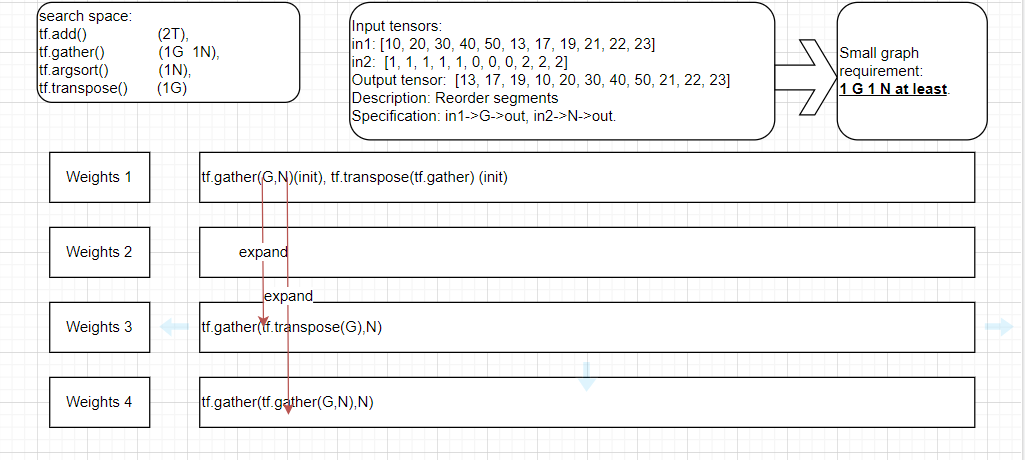 search space:
tf.add() (2T),
tf.gather() (1G 1N),
tf.argsort() (1N),
tf.transpose() (1G)
Input tensors:
in1: [10, 20, 30, 40, 50, 13, 17, 19, 21, 22, 23]
in2: [1, 1, 1, 1, 1, 0, 0, 0, 2, 2, 2]
Output tensor: [13, 17, 19, 10, 20, 30, 40, 50, 21, 22, 23]
Description: Reorder segments
Specification: in1->G->out, in2->N->out.
Small graph
requirement:
1 G 1 N at least.
Weights 1
tf.gather(G,N)(init), tf.transpose(tf.gather) (init)
Weights 2
expand
expand
Weights 3
tf.gather(tf.transpose(G),N)
Weights 4
tf.gather(tf.gather(G,N),N)